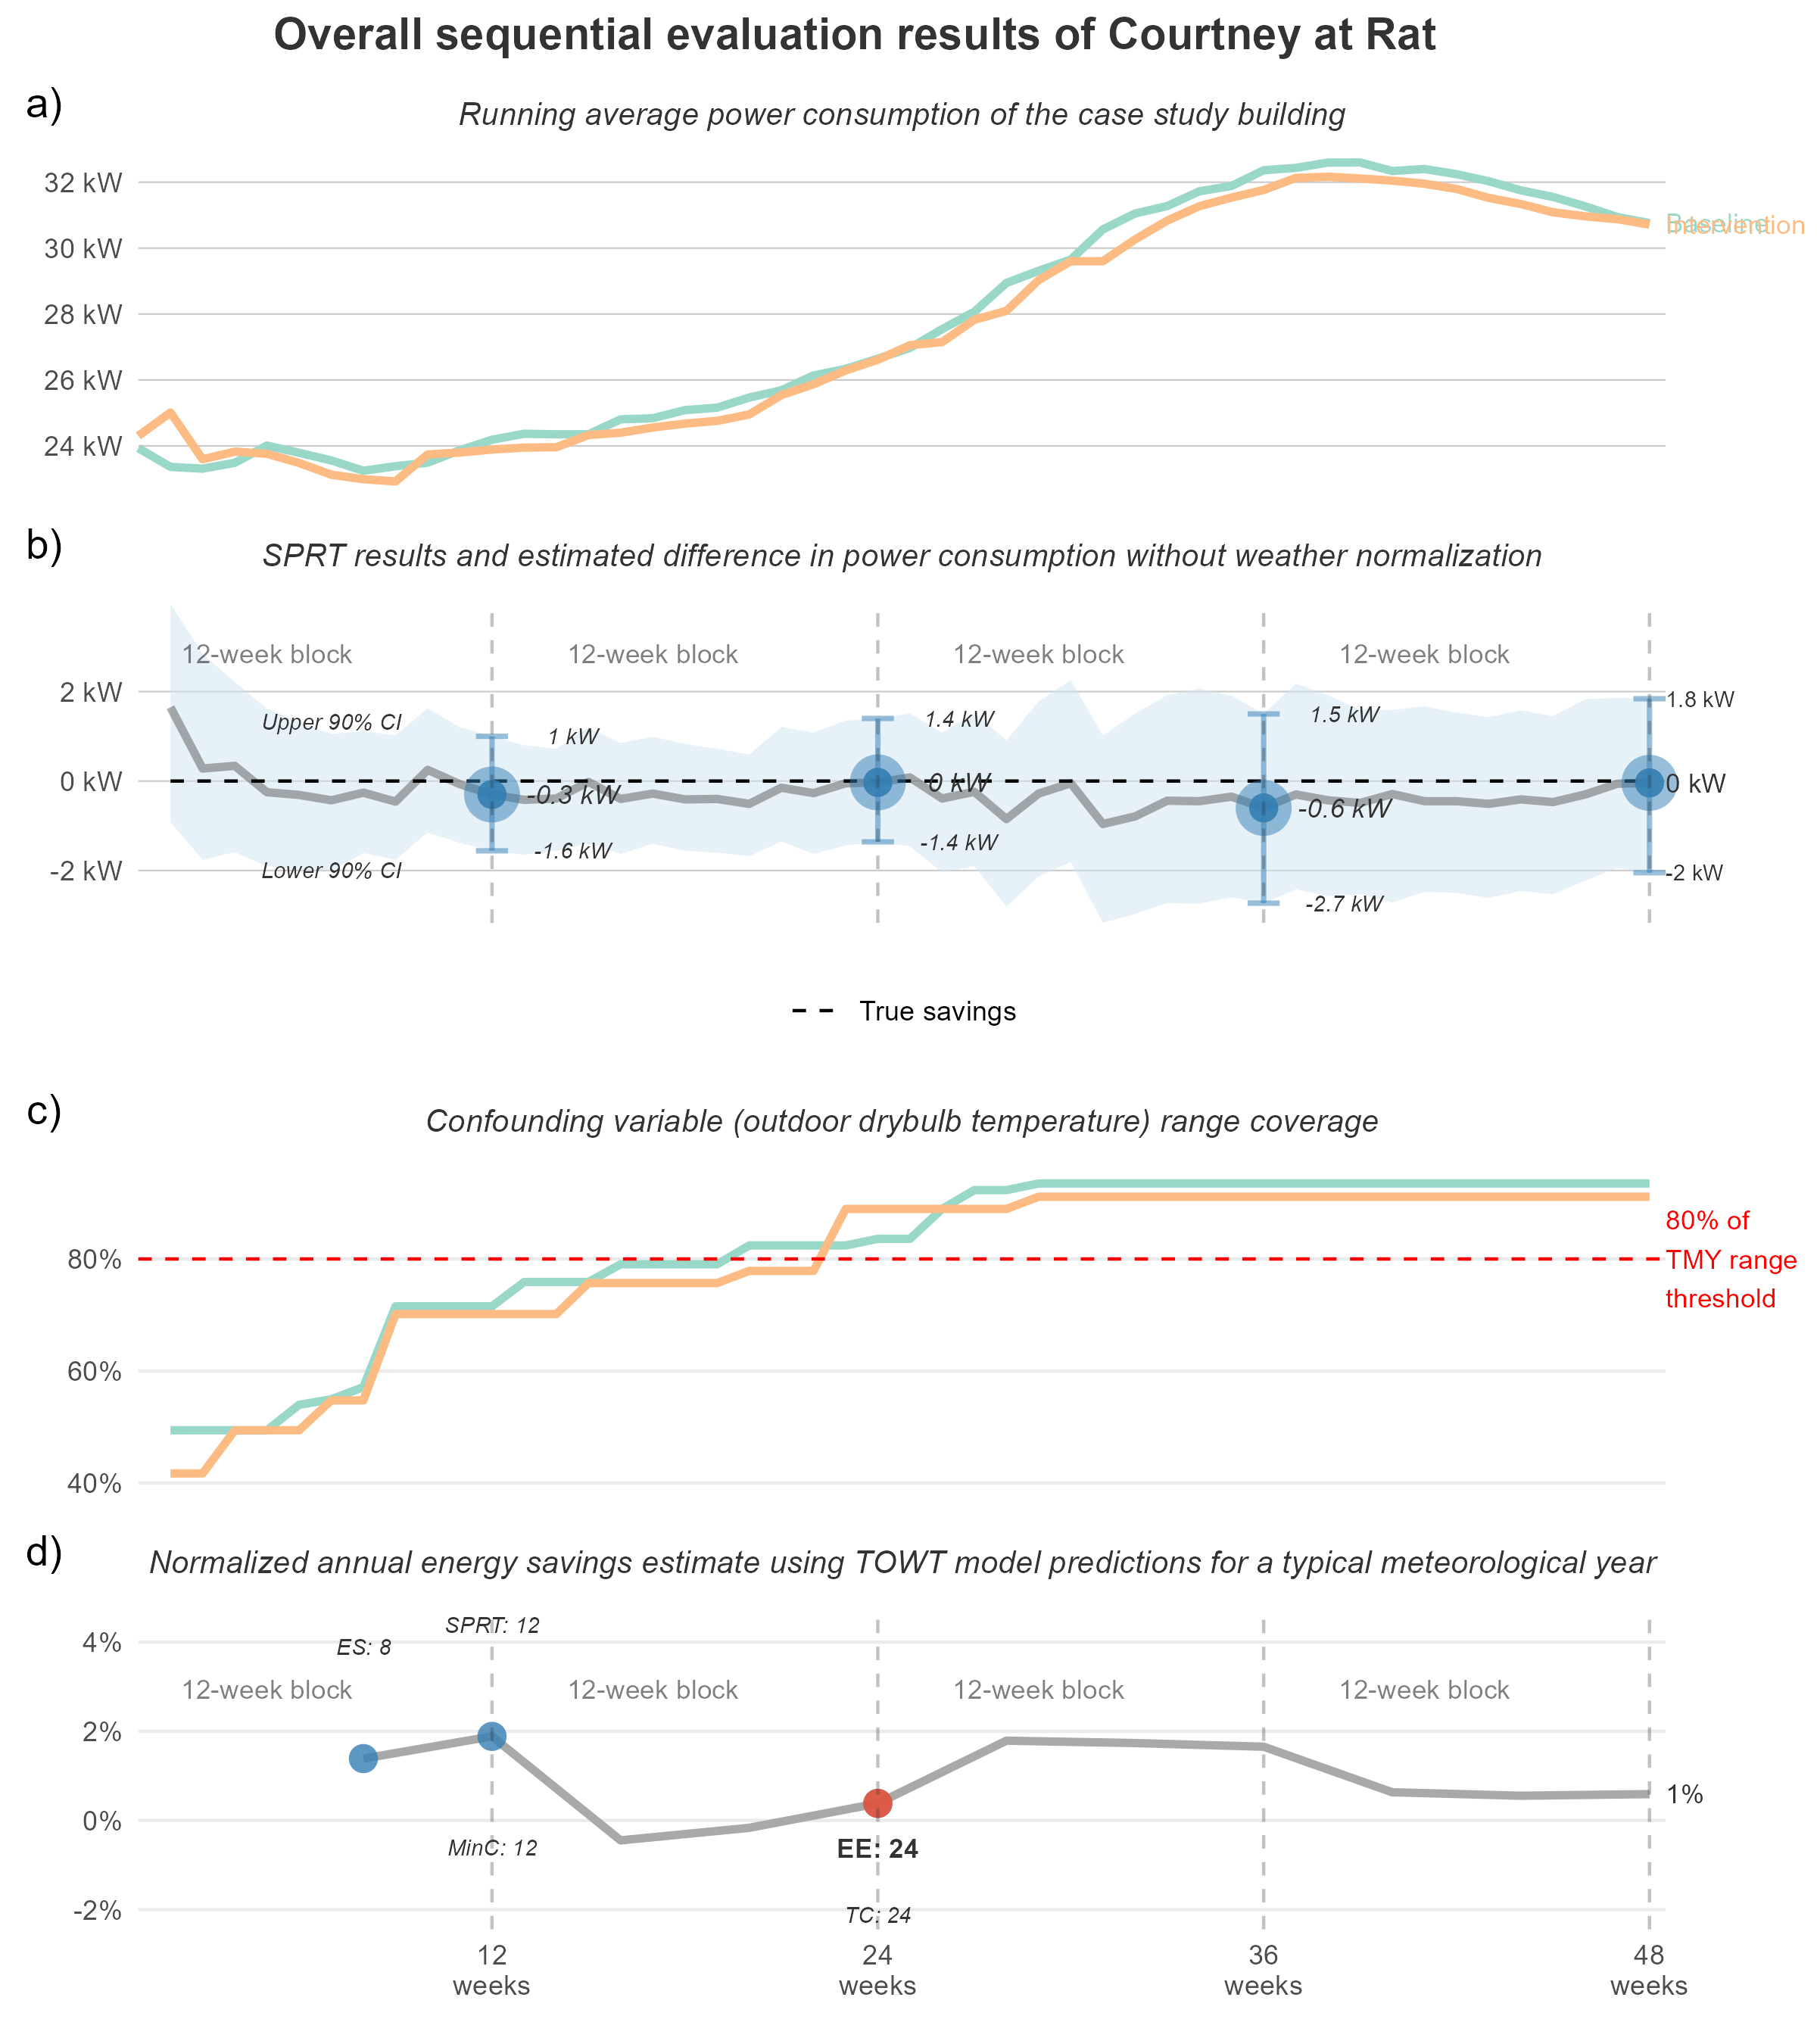 Overall sequential evaluation results of Courtney at Rat
a)
Running average power consumption of the case study building
32 kW
30 kW
28 kW
26 kW
24 kW
Baseline
Intervention
b)
SPRT results and estimated difference in power consumption without weather normalization
12-week block
12-week block
12-week block
12-week block
2 kW
0 kW
-2 kW
Upper 90% CI
Lower 90% CI
1 kW
-0.3 kW
-1.6 kW
1.4 kW
0 kW
-1.4 kW
1.5 kW
-0.6 kW
-2.7 kW
1.8 kW
0 kW
-2 kW
True savings
c)
Confounding variable (outdoor drybulb temperature) range coverage
80%
60%
40%
80% of
TMY range
threshold
d)
Normalized annual energy savings estimate using TOWT model predictions for a typical meteorological year
4%
2%
0%
-2%
SPRT: 12
ES: 8
12-week block
12-week block
12-week block
12-week block
MinC: 12
EE: 24
TC: 24
1%
12
weeks
24
weeks
36
weeks
48
weeks